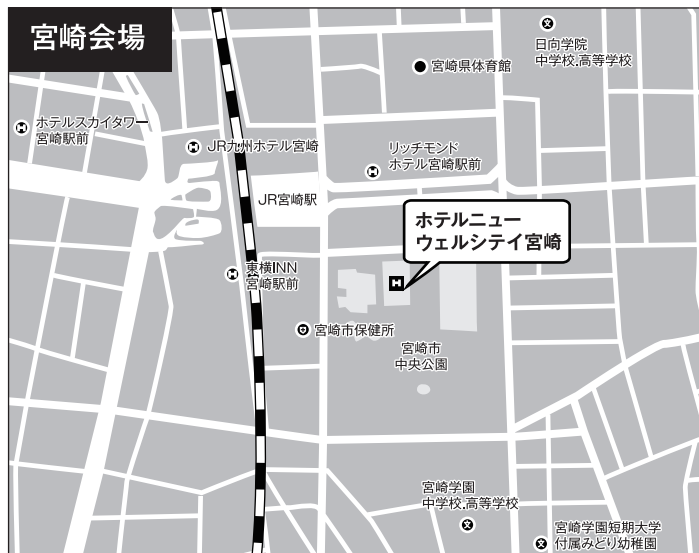 宮崎会場
日向学院
中学校.高等学校
宮崎県体育館
ホテルスカイタワー
宮崎駅前
JR九州ホテル宮崎
リッチモンド
ホテル宮崎駅前
JR宮崎駅
ホテルニュー
ウェルシテイ宮崎
東横INN
宮崎駅前
宮崎市保健所
宮崎市
中央公園
宮崎学園
中学校.高等学校
宮崎学園短期大学
付属みどり幼稚園